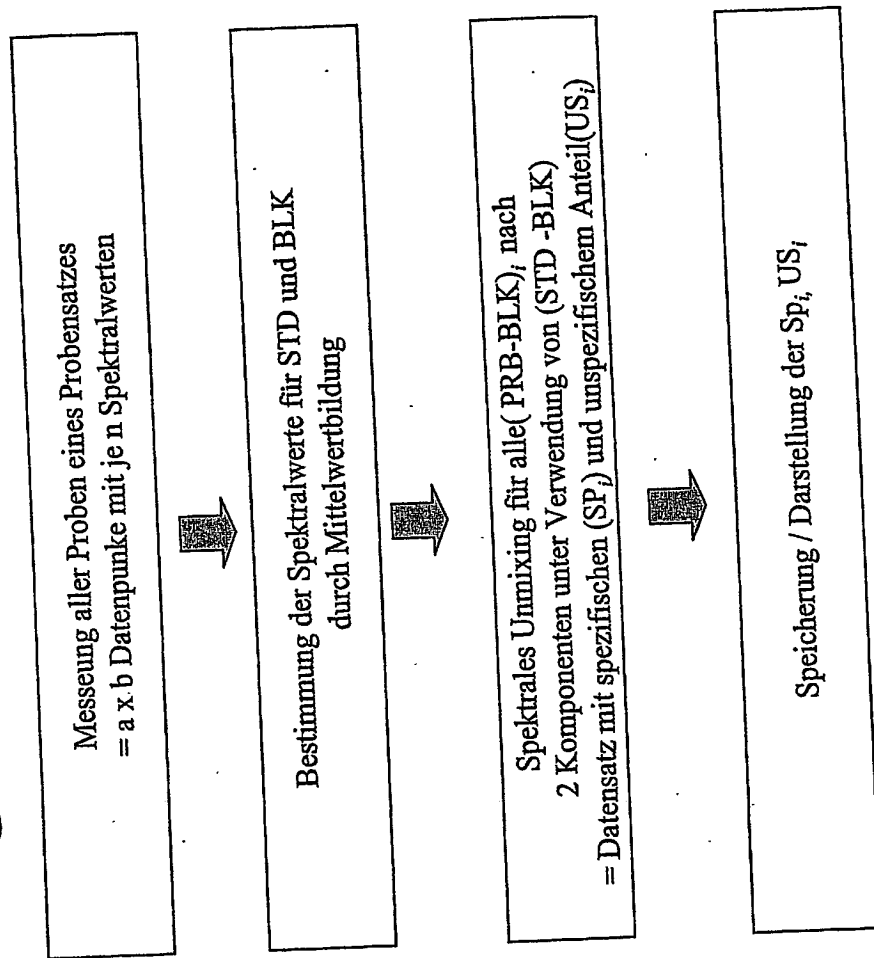 Messeung aller Proben eines Probensatzes
= a x b Datenpunke mit je n Spektralwerten
Bestimmung der Spektralwerte für STD und BLK
durch Mittelwertbildung
Spektrales Unmixing für alle( PRB-BLK)i, nach
2 Komponenten unter Verwendung von (STD -BLK)
= Datensatz mit spezifischen (SPi) und unspezifischem Anteil(USi)
Speicherung / Darstellung der Spi, USi